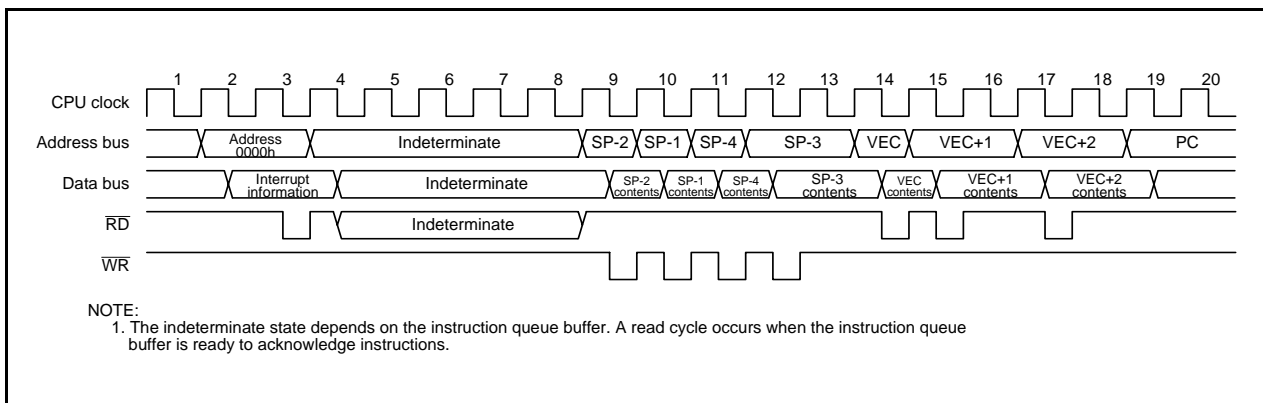 1 2 3 4 5 6 7 8 9 10 11 12 13 14 15 16 17 18 19 20
CPU clock
Address bus Address 0000h Indeterminate SP-2 SP-1 SP-4 SP-3 VEC VEC+1 VEC+2 PC
Data bus Interrupt information Indeterminate SP-2 contents SP-1 contents SP-4 contents SP-3 contents VEC contents VEC+1 contents VEC+2 contents
RD Indeterminate
WR
NOTE:
1. The indeterminate state depends on the instruction queue buffer. A read cycle occurs when the instruction queue
buffer is ready to acknowledge instructions.